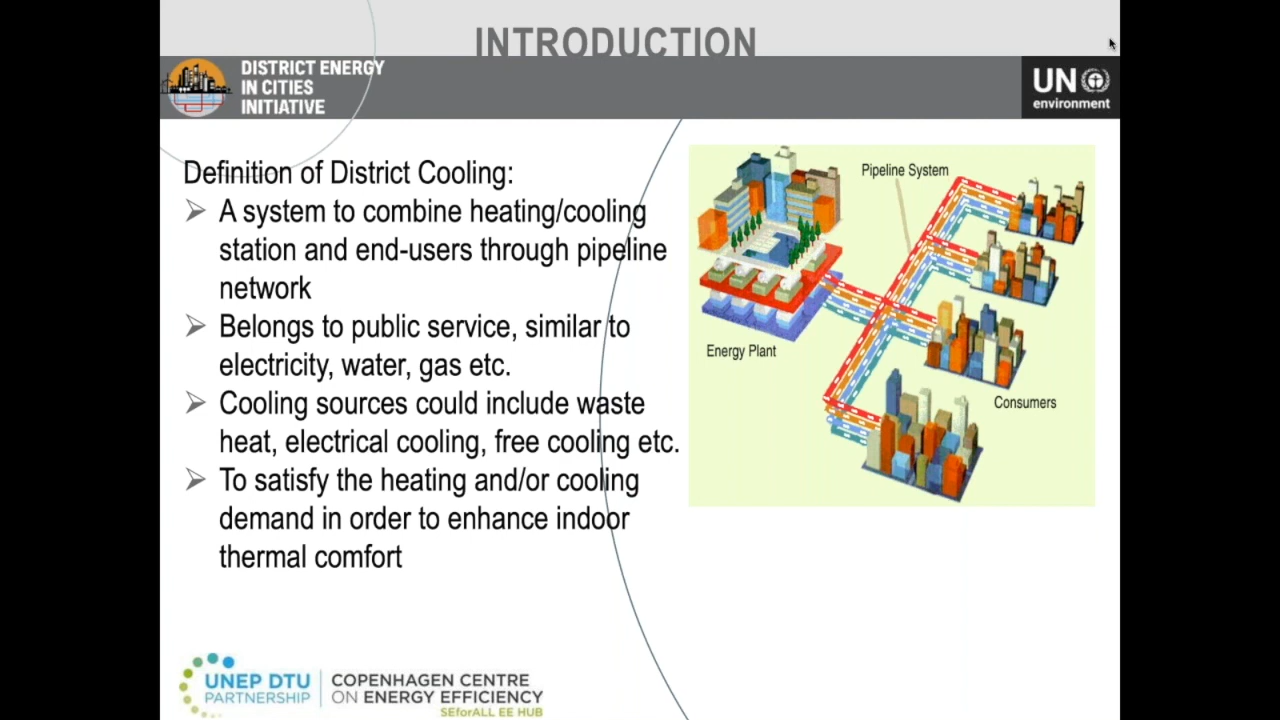 INTRODUCTION
DISTRICT ENERGY
IN CITIES
INITIATIVE
UN
environment
Definition of District Cooling:
➢ A system to combine heating/cooling
station and end-users through pipeline
network
➢ Belongs to public service, similar to
electricity, water, gas etc.
➢ Cooling sources could include waste
heat, electrical cooling, free cooling etc.
➢ To satisfy the heating and/or cooling
demand in order to enhance indoor
thermal comfort
Pipeline System
Energy Plant
Consumers
UNEP DTU
PARTNERSHIP
COPENHAGEN CENTRE
ON ENERGY EFFICIENCY
SEforALL EE HUB